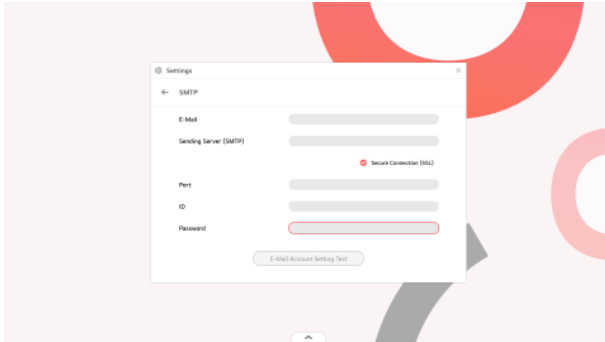 Settings
SMTP
E-Mail
Sending Server (SMTP)
Secure Connection (SSL)
Port
ID
Password
E-Mail Account Setting Test